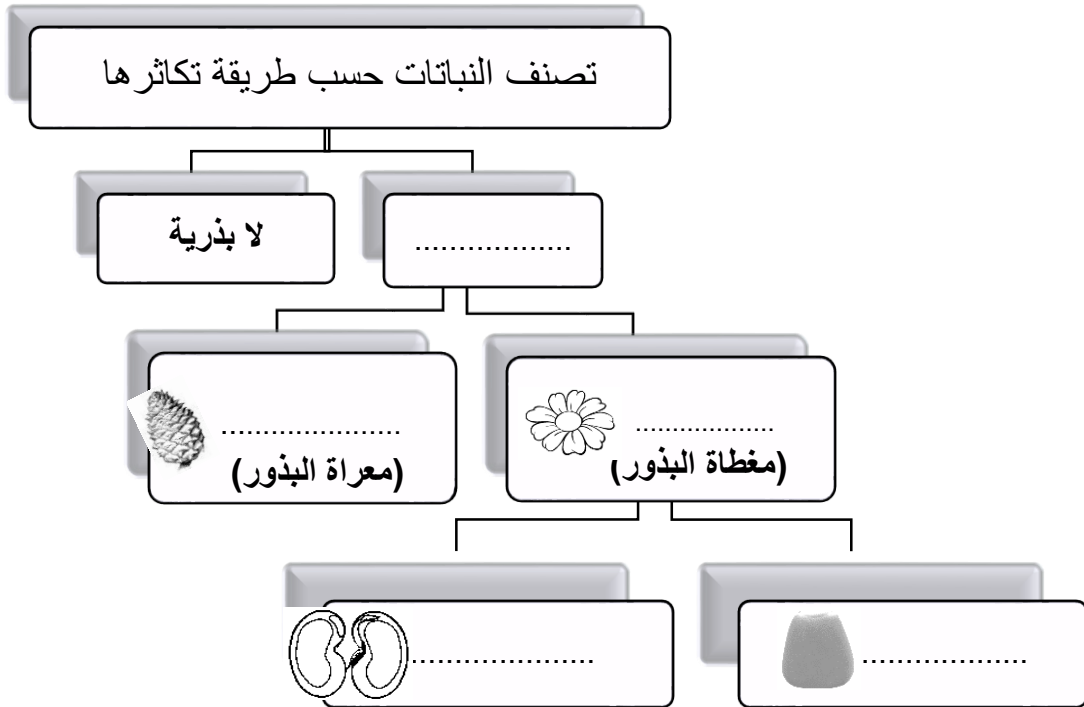 تصنف النباتات حسب طريقة تكاثرها
..................
لا بذرية
..................
(مغطاة البذور)
.....................
(معراة البذور)
...................
.....................